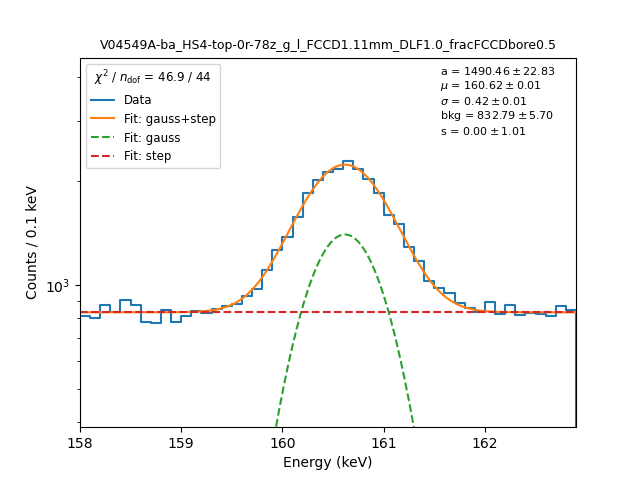 V04549A-ba_HS4-top-0r-78z_g_l_FCCD1.11mm_DLF1.0_fracFCCDbore0.5
χ² / n_dof = 46.9 / 44
Data
Fit: gauss+step
Fit: gauss
Fit: step
a = 1490.46 ± 22.83
μ = 160.62 ± 0.01
σ = 0.42 ± 0.01
bkg = 832.79 ± 5.70
s = 0.00 ± 1.01
Counts / 0.1 keV
10³
158 159 160 161 162
Energy (keV)